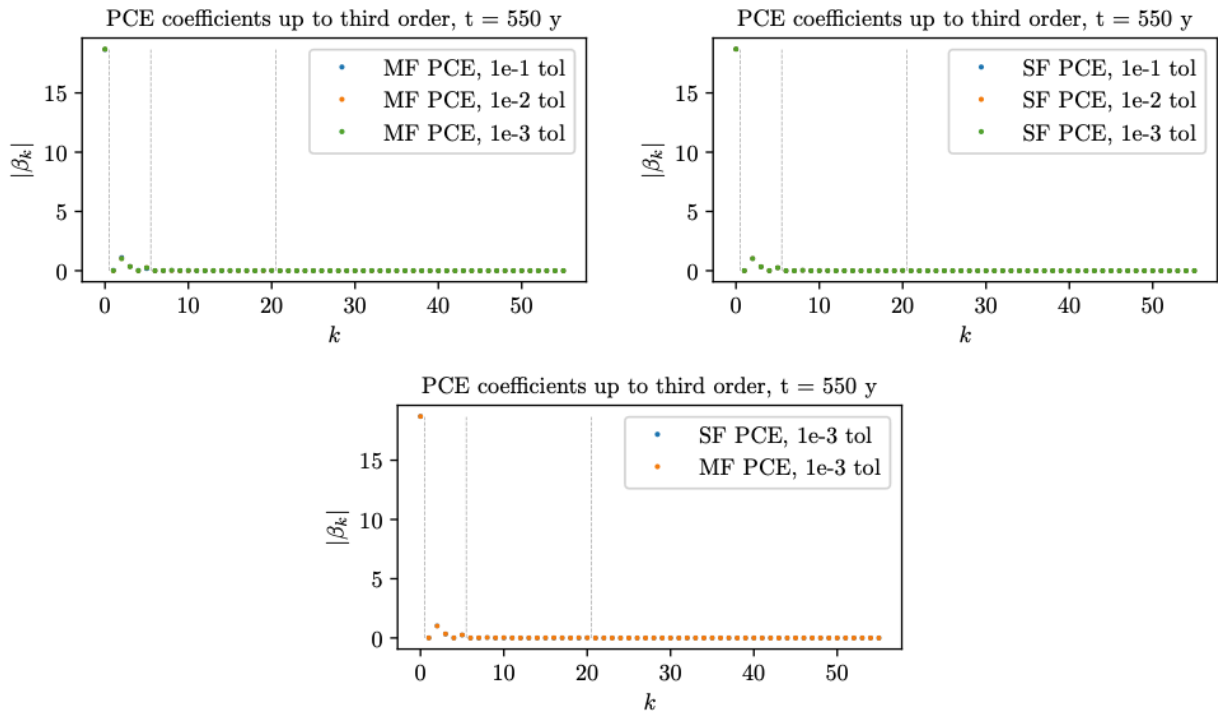 PCE coefficients up to third order, t = 550 y
MF PCE, 1e-1 tol
MF PCE, 1e-2 tol
MF PCE, 1e-3 tol
15
10
5
0
|βₖ|
0 10 20 30 40 50
k
PCE coefficients up to third order, t = 550 y
SF PCE, 1e-1 tol
SF PCE, 1e-2 tol
SF PCE, 1e-3 tol
15
10
5
0
|βₖ|
0 10 20 30 40 50
k
PCE coefficients up to third order, t = 550 y
SF PCE, 1e-3 tol
MF PCE, 1e-3 tol
15
10
5
0
|βₖ|
0 10 20 30 40 50
k